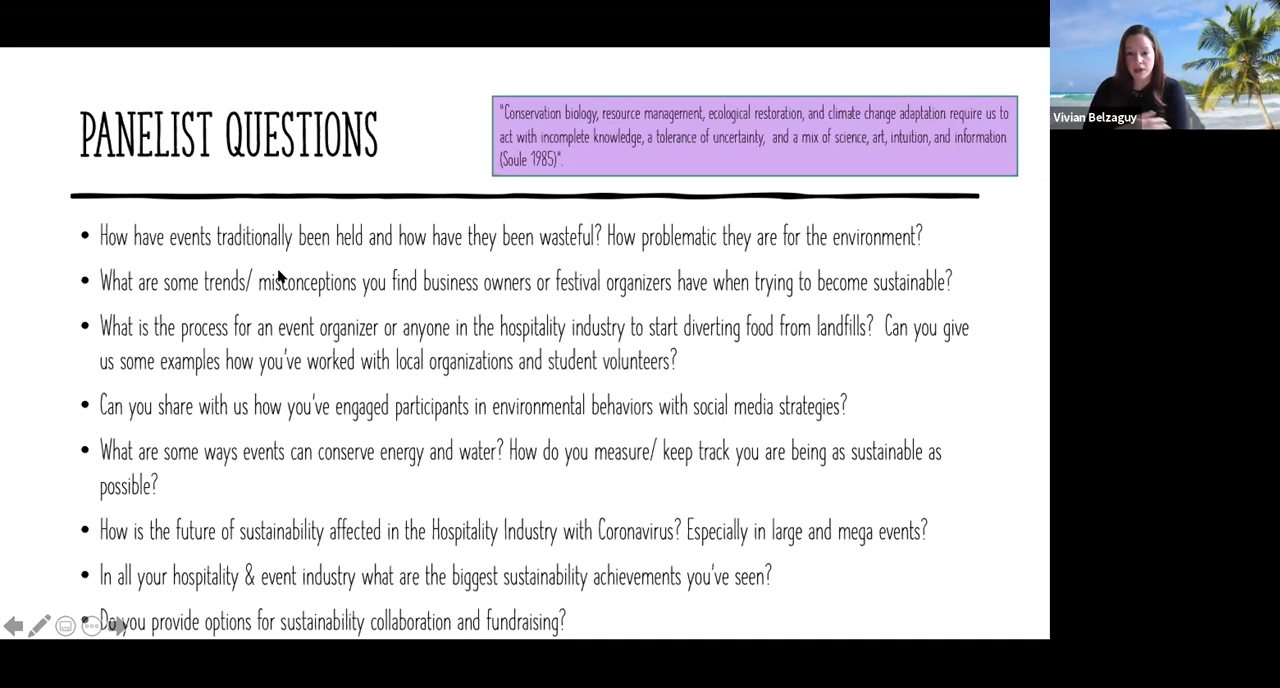 PANELIST QUESTIONS
"Conservation biology, resource management, ecological restoration, and climate change adaptation require us to
act with incomplete knowledge, a tolerance of uncertainty, and a mix of science, art, intuition, and information
(Soule 1985)".
Vivian Belzaguy
• How have events traditionally been held and how have they been wasteful? How problematic they are for the environment?
• What are some trends/ misconceptions you find business owners or festival organizers have when trying to become sustainable?
• What is the process for an event organizer or anyone in the hospitality industry to start diverting food from landfills? Can you give
us some examples how you've worked with local organizations and student volunteers?
• Can you share with us how you've engaged participants in environmental behaviors with social media strategies?
• What are some ways events can conserve energy and water? How do you measure/ keep track you are being as sustainable as
possible?
• How is the future of sustainability affected in the Hospitality Industry with Coronavirus? Especially in large and mega events?
• In all your hospitality & event industry what are the biggest sustainability achievements you've seen?
• Do you provide options for sustainability collaboration and fundraising?